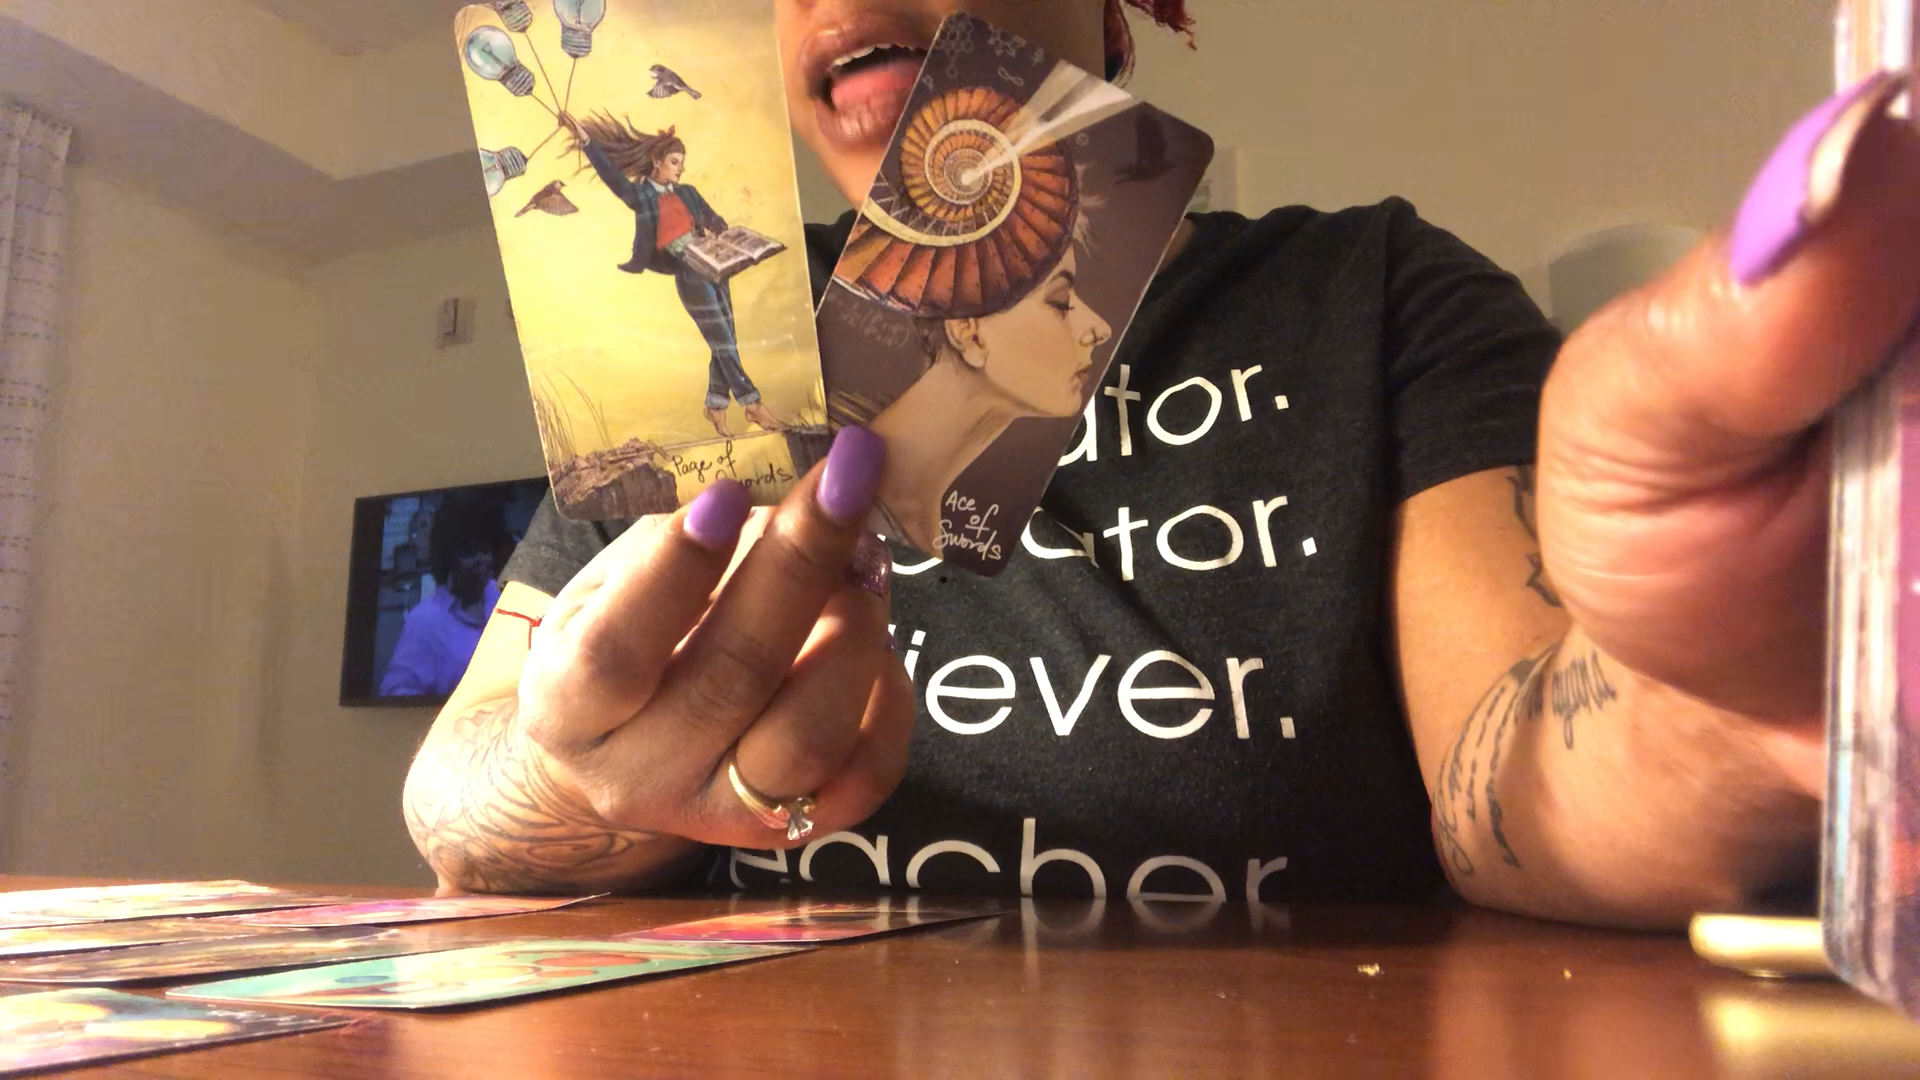 Page of
Swords
Ace
of
Swords
ator.
ator.
iever.
eacher